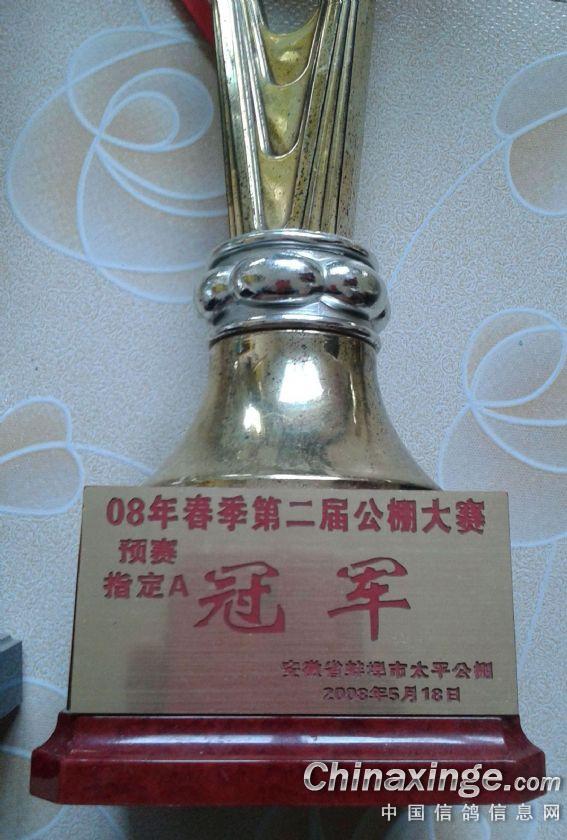 08年春季第二届公棚大赛
预赛
指定A
冠军
安徽省蚌埠市太平公棚
2008年5月18日
Chinaxinge.com
中国信鸽信息网